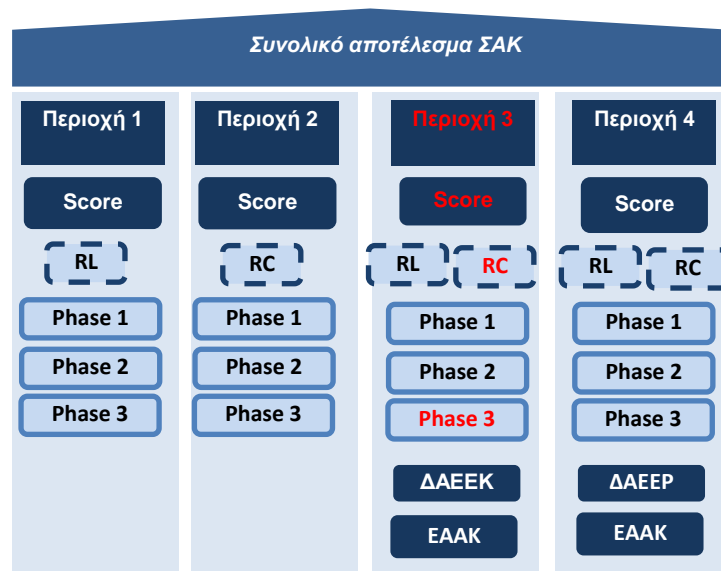 Συνολικό αποτέλεσμα ΣΑΚ
Περιοχή 1
Score
RL
Phase 1
Phase 2
Phase 3
Περιοχή 2
Score
RC
Phase 1
Phase 2
Phase 3
Περιοχή 3
Score
RL RC
Phase 1
Phase 2
Phase 3
ΔΑΕΕΚ
ΕΑΑΚ
Περιοχή 4
Score
RL RC
Phase 1
Phase 2
Phase 3
ΔΑΕΕΡ
ΕΑΑΚ